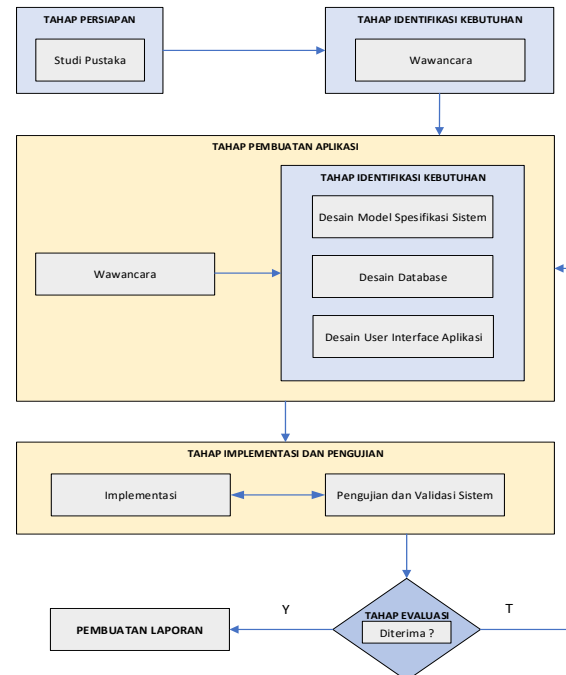 TAHAP PERSIAPAN
Studi Pustaka
TAHAP IDENTIFIKASI KEBUTUHAN
Wawancara
TAHAP PEMBUATAN APLIKASI
Wawancara
TAHAP IDENTIFIKASI KEBUTUHAN
Desain Model Spesifikasi Sistem
Desain Database
Desain User Interface Aplikasi
TAHAP IMPLEMENTASI DAN PENGUJIAN
Implementasi
Pengujian dan Validasi Sistem
TAHAP EVALUASI
Diterima ?
Y
T
PEMBUATAN LAPORAN